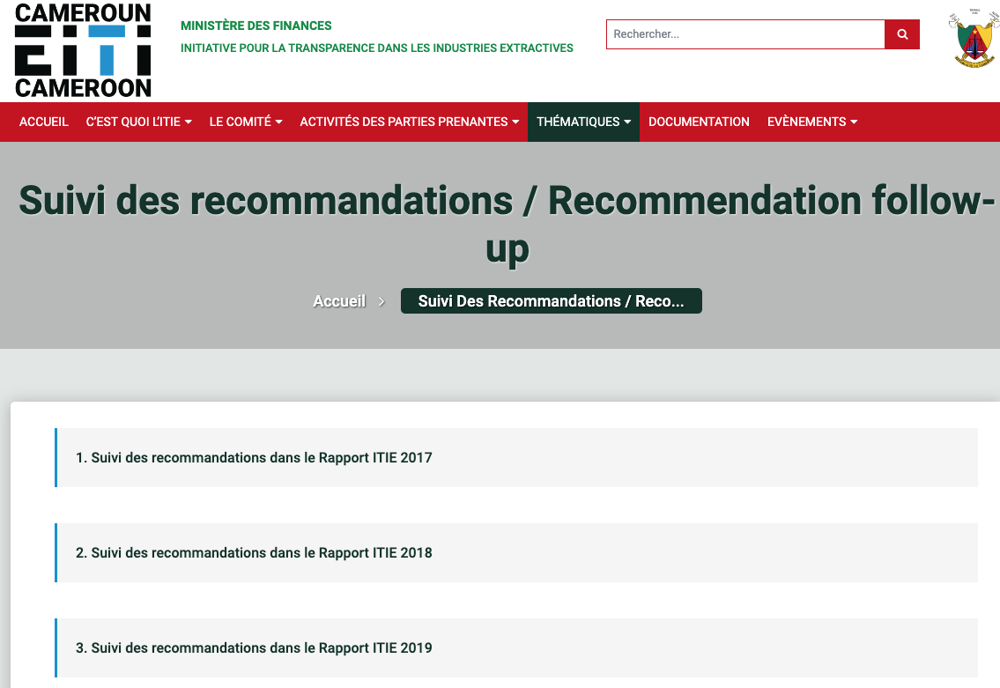 CAMEROUN
EITI
CAMEROON
MINISTÈRE DES FINANCES
INITIATIVE POUR LA TRANSPARENCE DANS LES INDUSTRIES EXTRACTIVES
Rechercher...
ACCUEIL C'EST QUOI L'ITIE LE COMITÉ ACTIVITÉS DES PARTIES PRENANTES THÉMATIQUES DOCUMENTATION EVÈNEMENTS
Suivi des recommandations / Recommendation follow-
up
Accueil Suivi Des Recommandations / Reco...
1. Suivi des recommandations dans le Rapport ITIE 2017
2. Suivi des recommandations dans le Rapport ITIE 2018
3. Suivi des recommandations dans le Rapport ITIE 2019